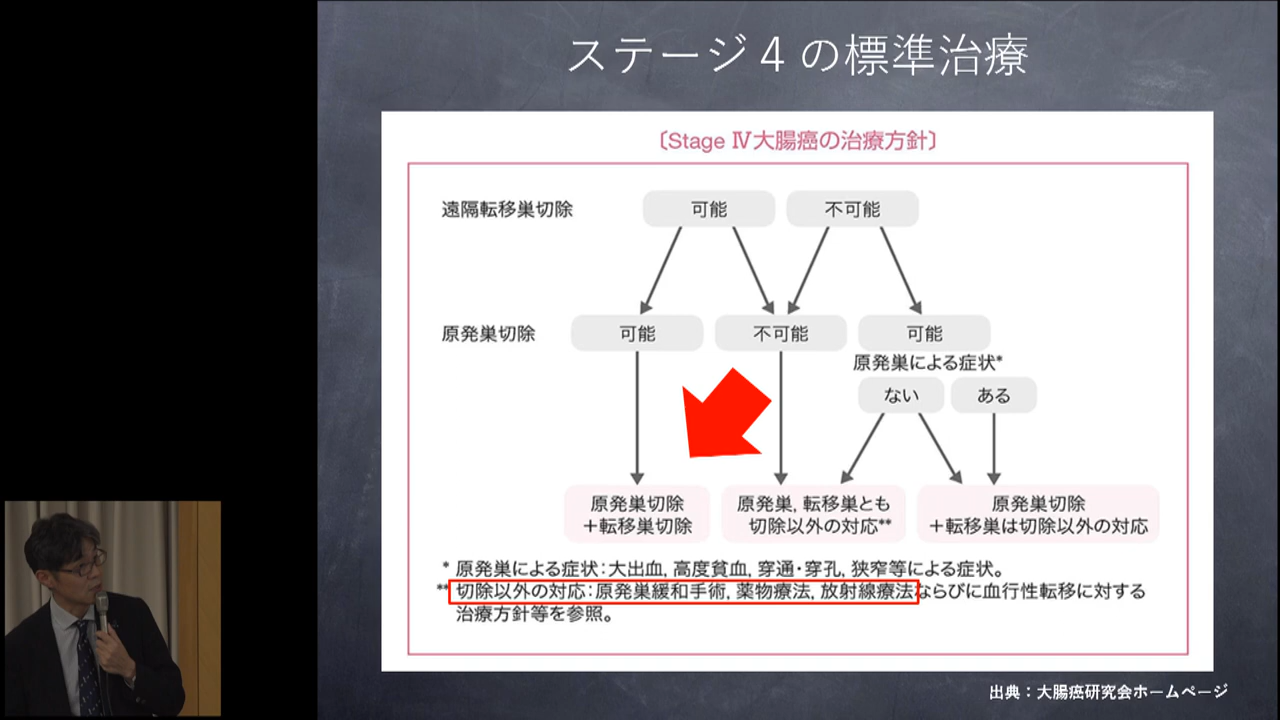 ステージ４の標準治療
〔Stage Ⅳ大腸癌の治療方針〕
遠隔転移巣切除
可能
不可能
原発巣切除
可能
不可能
可能
原発巣による症状*
ない
ある
原発巣切除
＋転移巣切除
原発巣, 転移巣とも
切除以外の対応**
原発巣切除
＋転移巣は切除以外の対応
* 原発巣による症状：大出血, 高度貧血, 穿通・穿孔, 狭窄等による症状。
** 切除以外の対応：原発巣緩和手術, 薬物療法, 放射線療法ならびに血行性転移に対する
治療方針等を参照。
出典：大腸癌研究会ホームページ